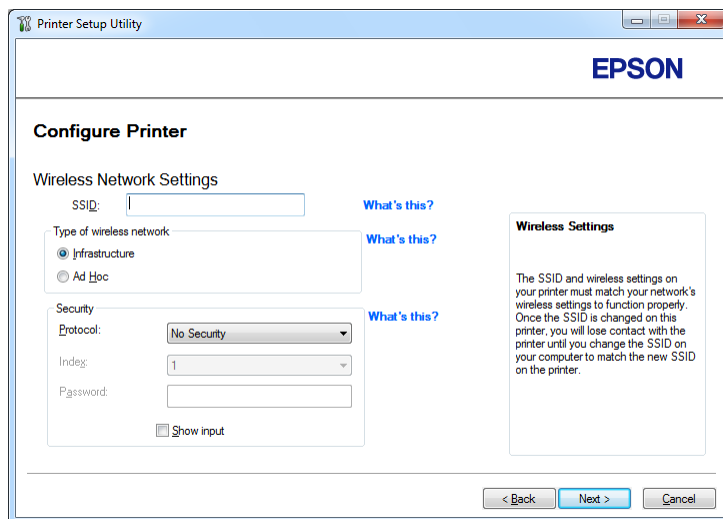 Printer Setup Utility
EPSON
Configure Printer
Wireless Network Settings
SSID:
What's this?
Type of wireless network
What's this?
Infrastructure
Ad Hoc
Security
What's this?
Protocol:
No Security
Index:
1
Password:
Show input
Wireless Settings
The SSID and wireless settings on
your printer must match your network's
wireless settings to function properly.
Once the SSID is changed on this
printer, you will lose contact with the
printer until you change the SSID on
your computer to match the new SSID
on the printer.
< Back
Next >
Cancel